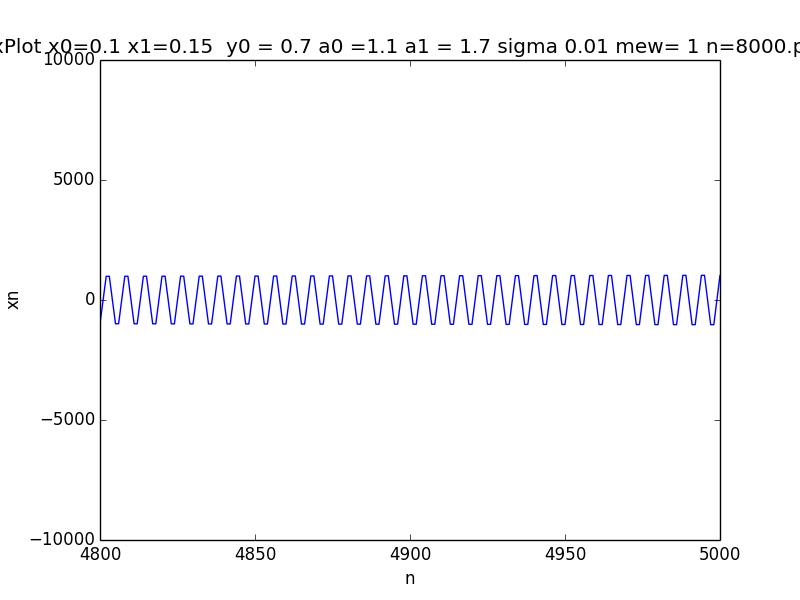 xPlot x0=0.1 x1=0.15  y0 = 0.7 a0 =1.1 a1 = 1.7 sigma 0.01 mew= 1 n=8000.p
10000
5000
0
−5000
−10000
xn
4800 4850 4900 4950 5000
n